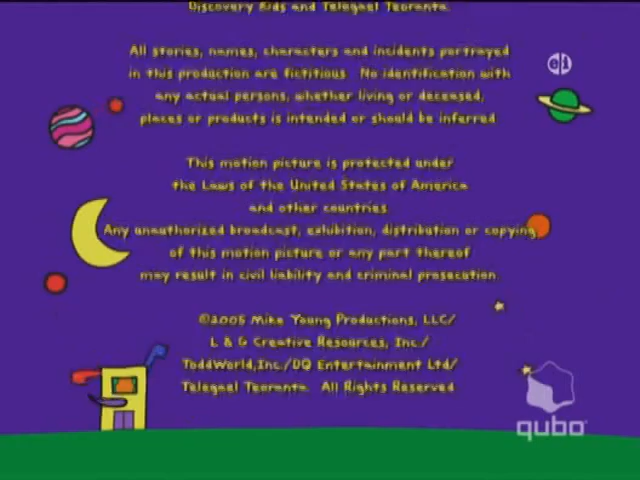 Discovery Kids and Telegael Teoranta.
All stories, names, characters and incidents portrayed
in this production are fictitious. No identification with
any actual persons, whether living or deceased,
places or products is intended or should be inferred
This motion picture is protected under
the Laws of the United States of America
and other countries.
Any unauthorized broadcast, exhibition, distribution or copying
of this motion picture or any part thereof
may result in civil liability and criminal prosecution.
©2005 Mike Young Productions, LLC/
L & G Creative Resources, Inc./
ToddWorld,Inc./DQ Entertainment Ltd/
Telegael Teoranta. All Rights Reserved
e/i
qubo